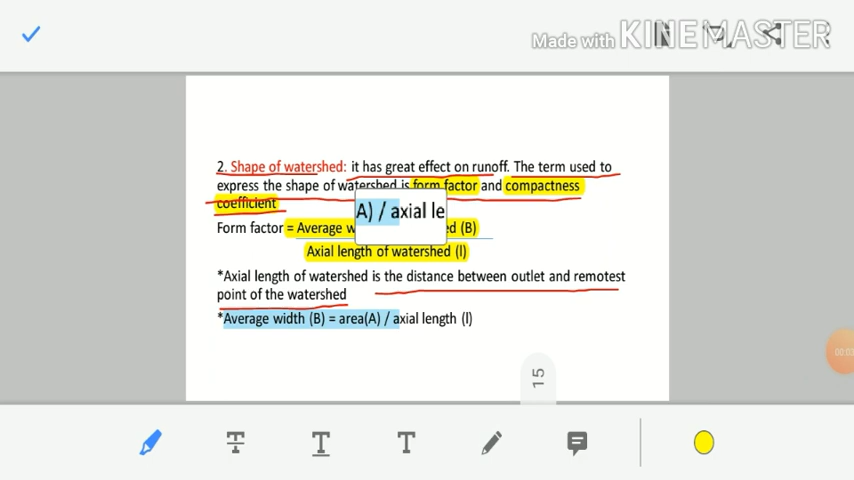 Made with KINEMASTER
2. Shape of watershed: it has great effect on runoff. The term used to
express the shape of watershed is form factor and compactness
coefficient
A) / axial le
Form factor = Average w ed (B)
Axial length of watershed (l)
*Axial length of watershed is the distance between outlet and remotest
point of the watershed
*Average width (B) = area(A) / axial length (l)
15
00:03
T
T
T